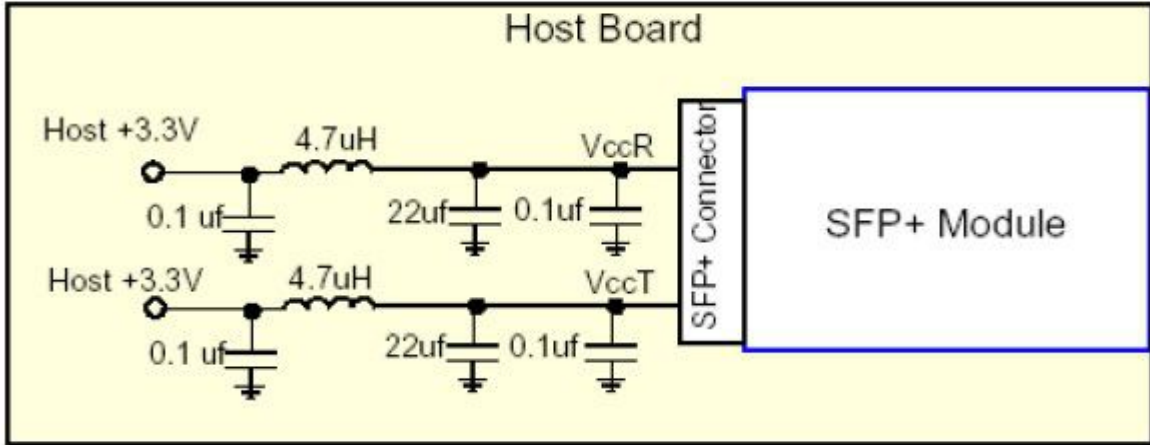 Host Board
Host +3.3V
4.7uH
VccR
0.1 uf
22uf
0.1uf
Host +3.3V
4.7uH
VccT
0.1 uf
22uf
0.1uf
SFP+ Connector
SFP+ Module